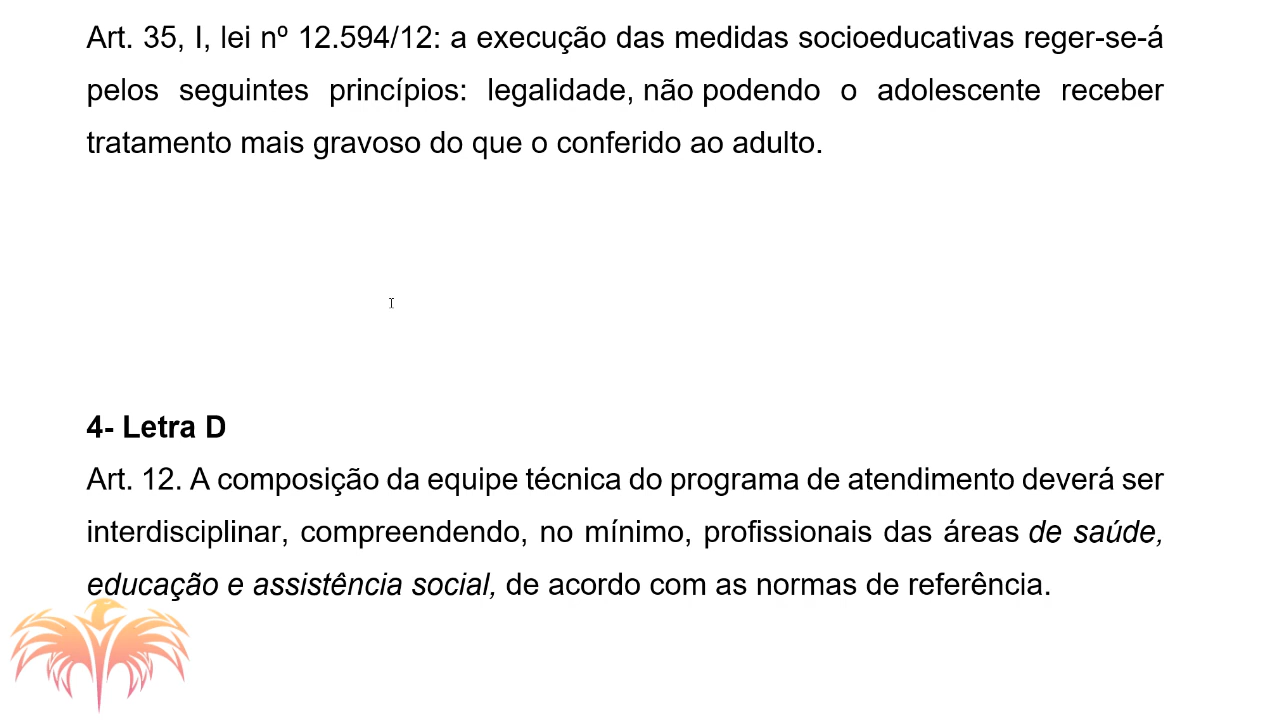 Art. 35, I, lei nº 12.594/12: a execução das medidas socioeducativas reger-se-á
pelos seguintes princípios: legalidade, não podendo o adolescente receber
tratamento mais gravoso do que o conferido ao adulto.
4- Letra D
Art. 12. A composição da equipe técnica do programa de atendimento deverá ser
interdisciplinar, compreendendo, no mínimo, profissionais das áreas de saúde,
educação e assistência social, de acordo com as normas de referência.